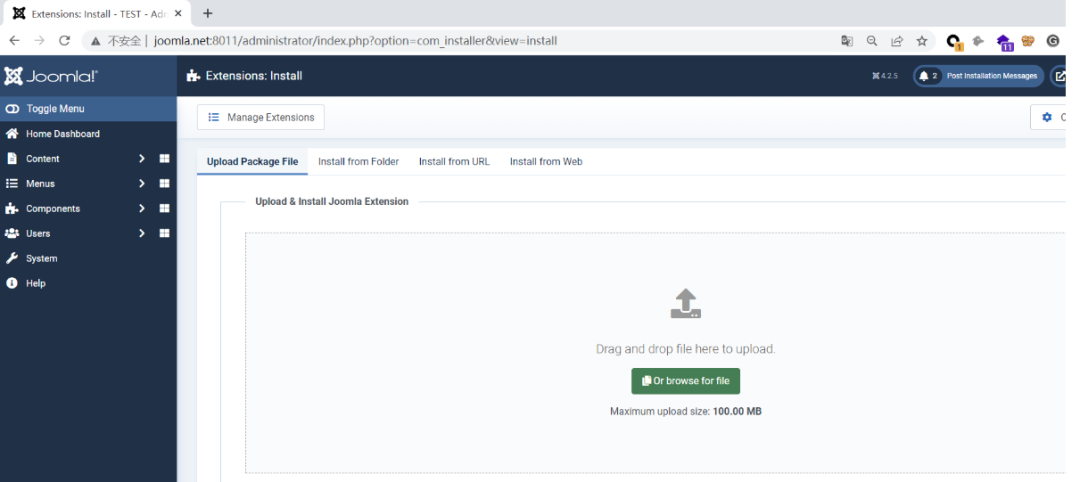 Extensions: Install - TEST - Adm
不安全 | joomla.net:8011/administrator/index.php?option=com_installer&view=install
Joomla!
Extensions: Install
4.2.5
2 Post Installation Messages
Toggle Menu
Home Dashboard
Content
Menus
Components
Users
System
Help
Manage Extensions
Upload Package File Install from Folder Install from URL Install from Web
Upload & Install Joomla Extension
Drag and drop file here to upload.
Or browse for file
Maximum upload size: 100.00 MB